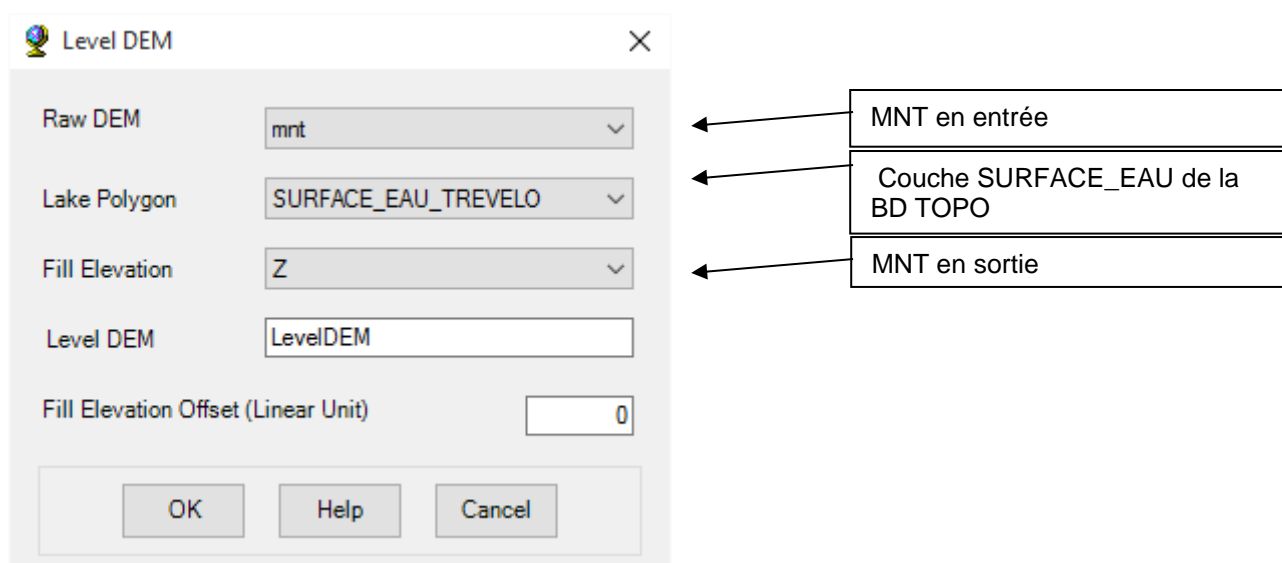 Level DEM
Raw DEM
mnt
MNT en entrée
Lake Polygon
SURFACE_EAU_TREVELO
Couche SURFACE_EAU de la
BD TOPO
Fill Elevation
Z
MNT en sortie
Level DEM
LevelDEM
Fill Elevation Offset (Linear Unit)
0
OK
Help
Cancel